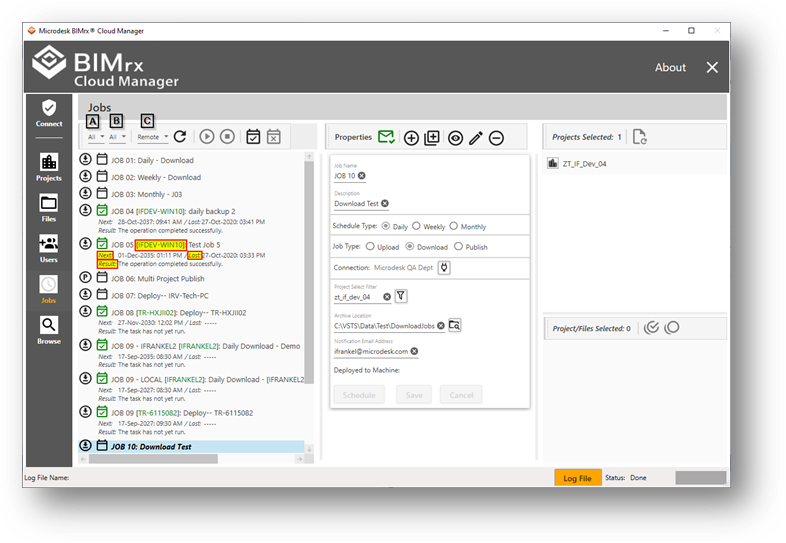 Microdesk BIMrx® Cloud Manager
BIMrx
Cloud Manager
About
Connect
Projects
Files
Users
Jobs
Browse
Jobs
A B C
All All Remote
JOB 01: Daily - Download
JOB 02: Weekly - Download
JOB 03: Monthly - J03
JOB 04 [IFDEV-WIN10]: daily backup 2
Next: 28-Oct-2037: 09:41 AM / Last: 27-Oct-2020: 03:41 PM
Result: The operation completed successfully.
JOB 05 [IFDEV-WIN10]: Test Job 5
Next: 01-Dec-2035: 01:11 PM / Last: 27-Oct-2020: 03:33 PM
Result: The operation completed successfully.
P JOB 06: Multi Project Publish
JOB 07: Deploy-- IRV-Tech-PC
JOB 08 [TR-HXJII02]: Deploy-- TR-HXJII02
Next: 27-Nov-2030: 12:02 PM / Last: -----
Result: The task has not yet run.
JOB 09 - IFRANKEL2 [IFRANKEL2]: Daily Download - Demo
Next: 17-Sep-2035: 08:30 AM / Last: -----
Result: The task has not yet run.
JOB 09 - LOCAL [IFRANKEL2]: Daily Download - [IFRANKEL2
Next: 17-Sep-2027: 08:30 AM / Last: -----
Result: The task has not yet run.
JOB 09 [TR-6115082]: Deploy-- TR-6115082
Next: 17-Sep-2027: 09:30 AM / Last: -----
Result: The task has not yet run.
JOB 10: Download Test
Properties
Job Name
JOB 10
Description
Download Test
Schedule Type: Daily Weekly Monthly
Job Type: Upload Download Publish
Connection: Microdesk QA Dept
Project Select Filter
zt_if_dev_04
Archive Location
C:\VSTS\Data\Test\DownloadJobs
Notification Email Address
ifrankel@microdesk.com
Deployed to Machine:
Schedule Save Cancel
Projects Selected: 1
ZT_IF_Dev_04
Project/Files Selected: 0
Log File Name:
Log File Status: Done